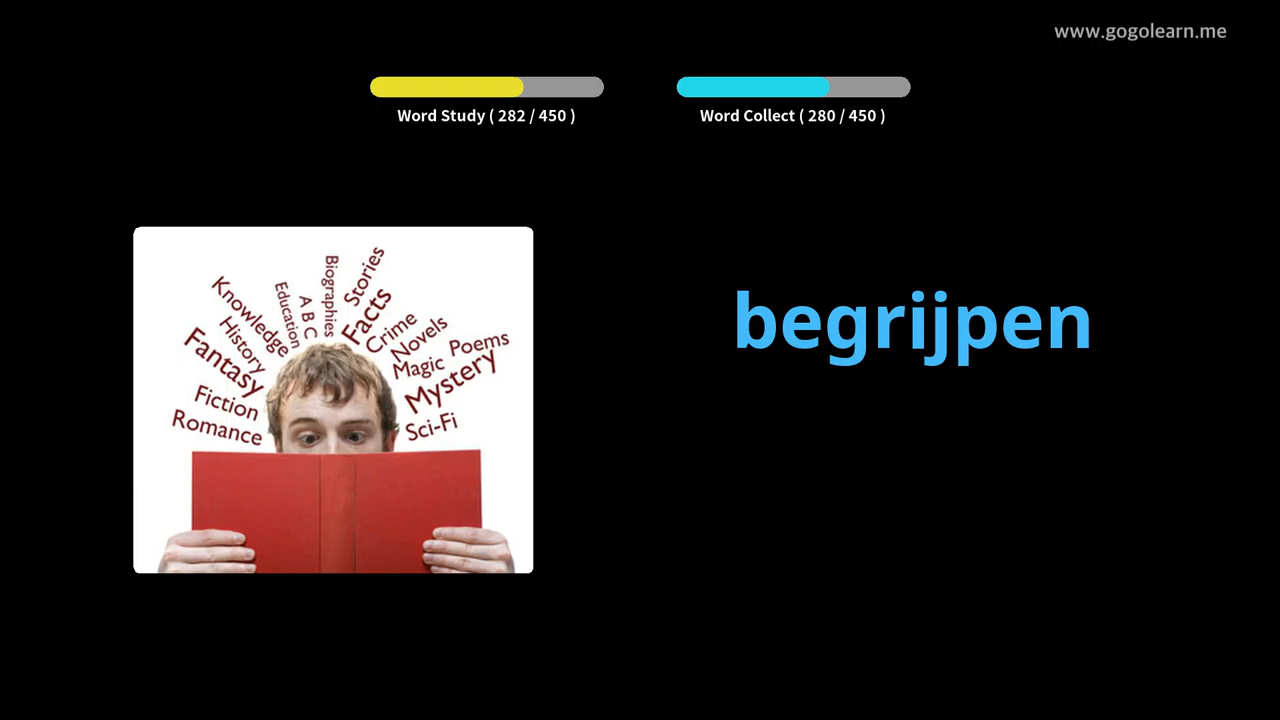 www.gogolearn.me
Word Study ( 282 / 450 )
Word Collect ( 280 / 450 )
begrijpen
Knowledge
History
Fantasy
Fiction
Romance
Education
A B C
Biographies
Stories
Facts
Crime
Novels
Magic
Poems
Mystery
Sci-Fi